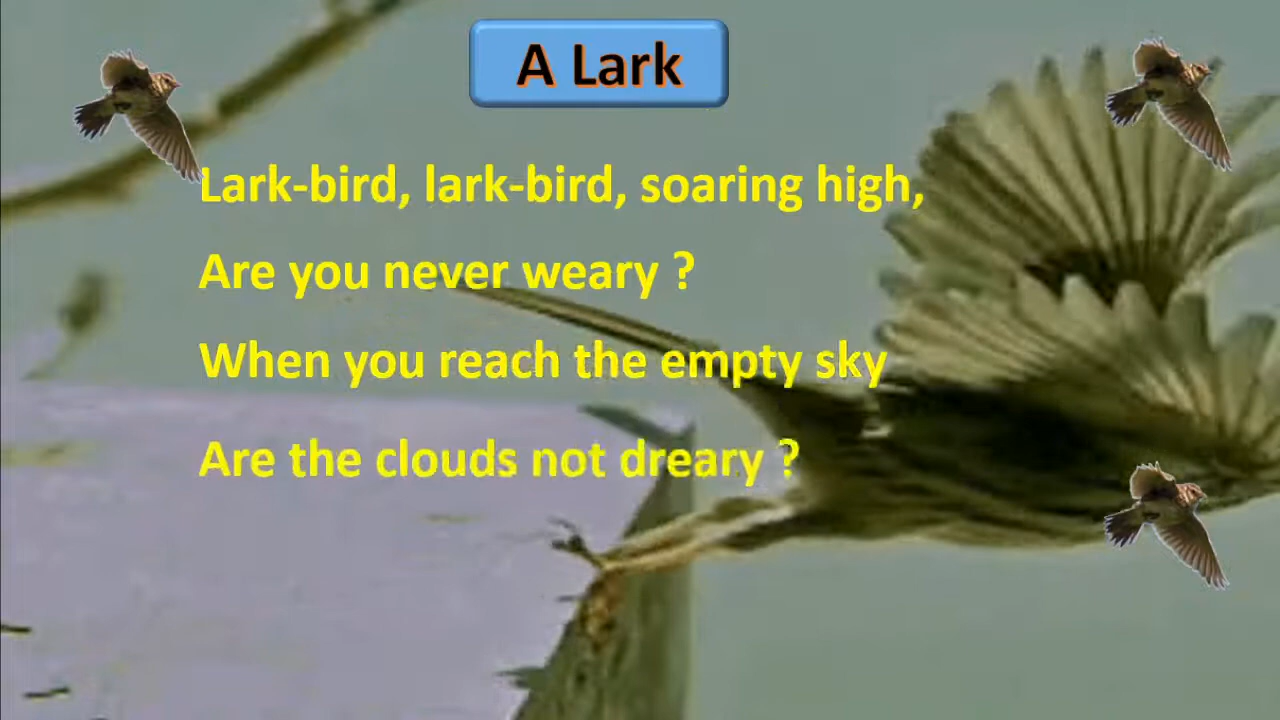 A Lark
Lark-bird, lark-bird, soaring high,
Are you never weary ?
When you reach the empty sky
Are the clouds not dreary ?